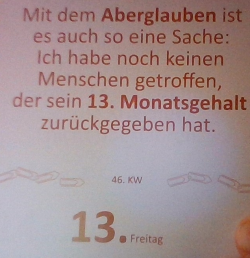 Mit dem Aberglauben ist
es auch so eine Sache:
Ich habe noch keinen
Menschen getroffen,
der sein 13. Monatsgehalt
zurückgegeben hat.
46. KW
13. Freitag